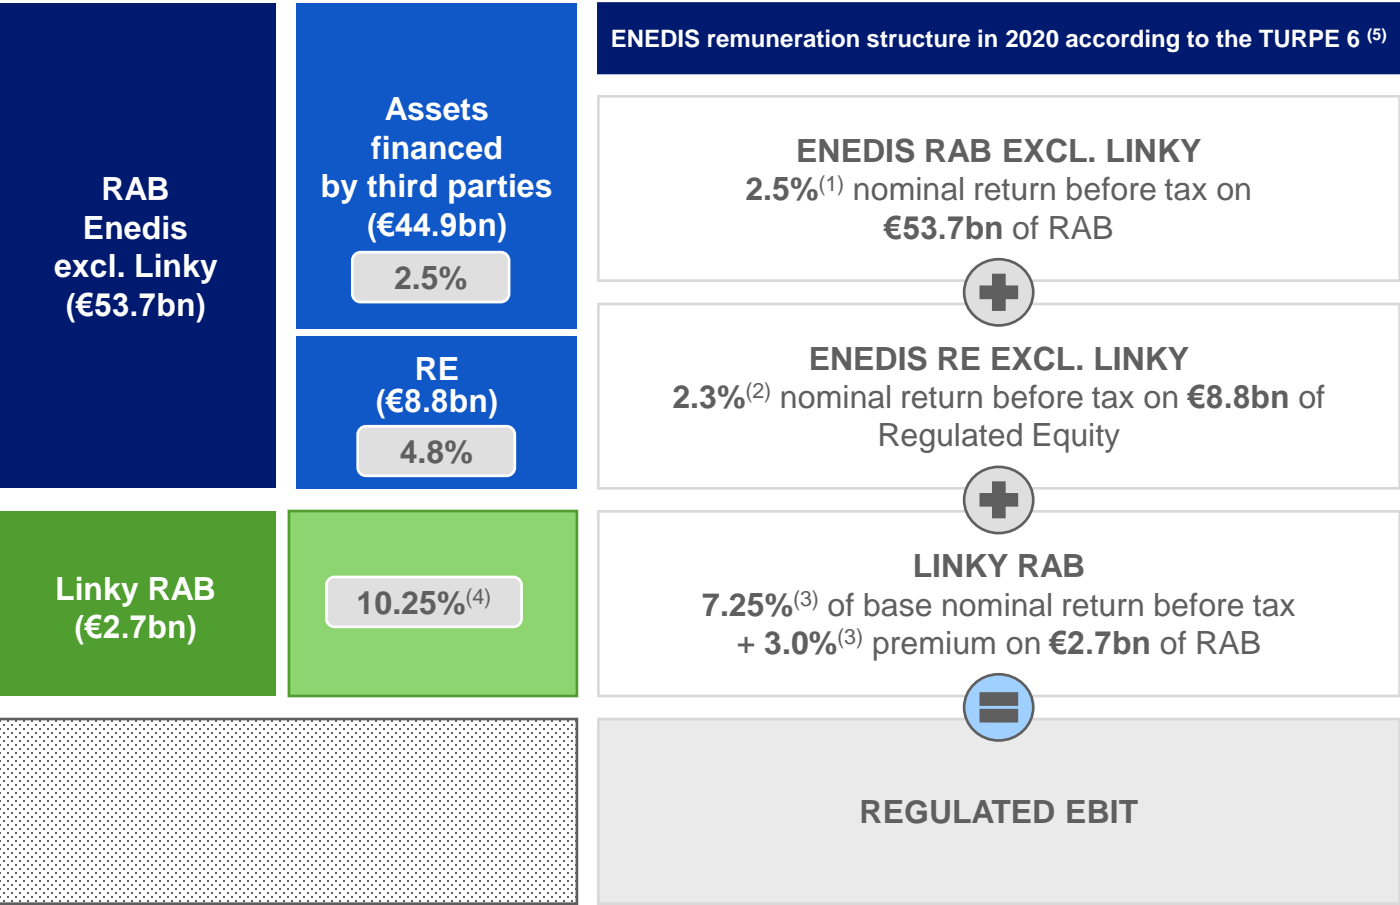 RAB
Enedis
excl. Linky
(€53.7bn)
Assets
financed
by third parties
(€44.9bn)
2.5%
RE
(€8.8bn)
4.8%
Linky RAB
(€2.7bn)
10.25%(4)
ENEDIS remuneration structure in 2020 according to the TURPE 6 (5)
ENEDIS RAB EXCL. LINKY
2.5%(1) nominal return before tax on
€53.7bn of RAB
ENEDIS RE EXCL. LINKY
2.3%(2) nominal return before tax on €8.8bn of
Regulated Equity
LINKY RAB
7.25%(3) of base nominal return before tax
+ 3.0%(3) premium on €2.7bn of RAB
REGULATED EBIT